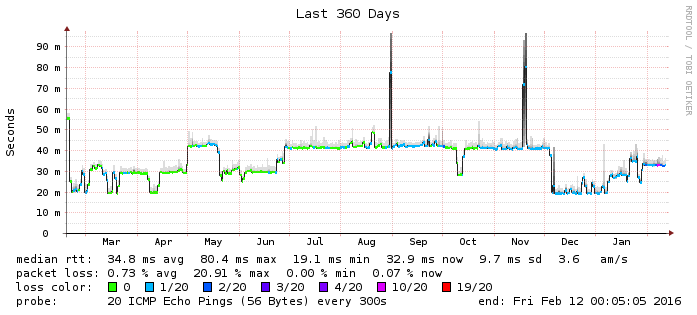 Last 360 Days
RRDTOOL / TOBI OETIKER
Seconds
90 m
80 m
70 m
60 m
50 m
40 m
30 m
20 m
10 m
0
Mar Apr May Jun Jul Aug Sep Oct Nov Dec Jan
median rtt: 34.8 ms avg 80.4 ms max 19.1 ms min 32.9 ms now 9.7 ms sd 3.6 am/s
packet loss: 0.73 % avg 20.91 % max 0.00 % min 0.07 % now
loss color: 0 1/20 2/20 3/20 4/20 10/20 19/20
probe: 20 ICMP Echo Pings (56 Bytes) every 300s end: Fri Feb 12 00:05:05 2016